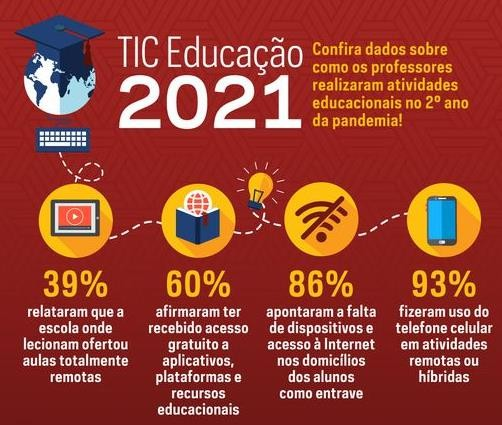 TIC Educação
2021
Confira dados sobre
como os professores
realizaram atividades
educacionais no 2º ano
da pandemia!
39%
relataram que a
escola onde
lecionam ofertou
aulas totalmente
remotas
60%
afirmaram ter
recebido acesso
gratuito a
aplicativos,
plataformas e
recursos
educacionais
86%
apontaram a falta
de dispositivos e
acesso à Internet
nos domicílios
dos alunos
como entrave
93%
fizeram uso do
telefone celular
em atividades
remotas ou
híbridas